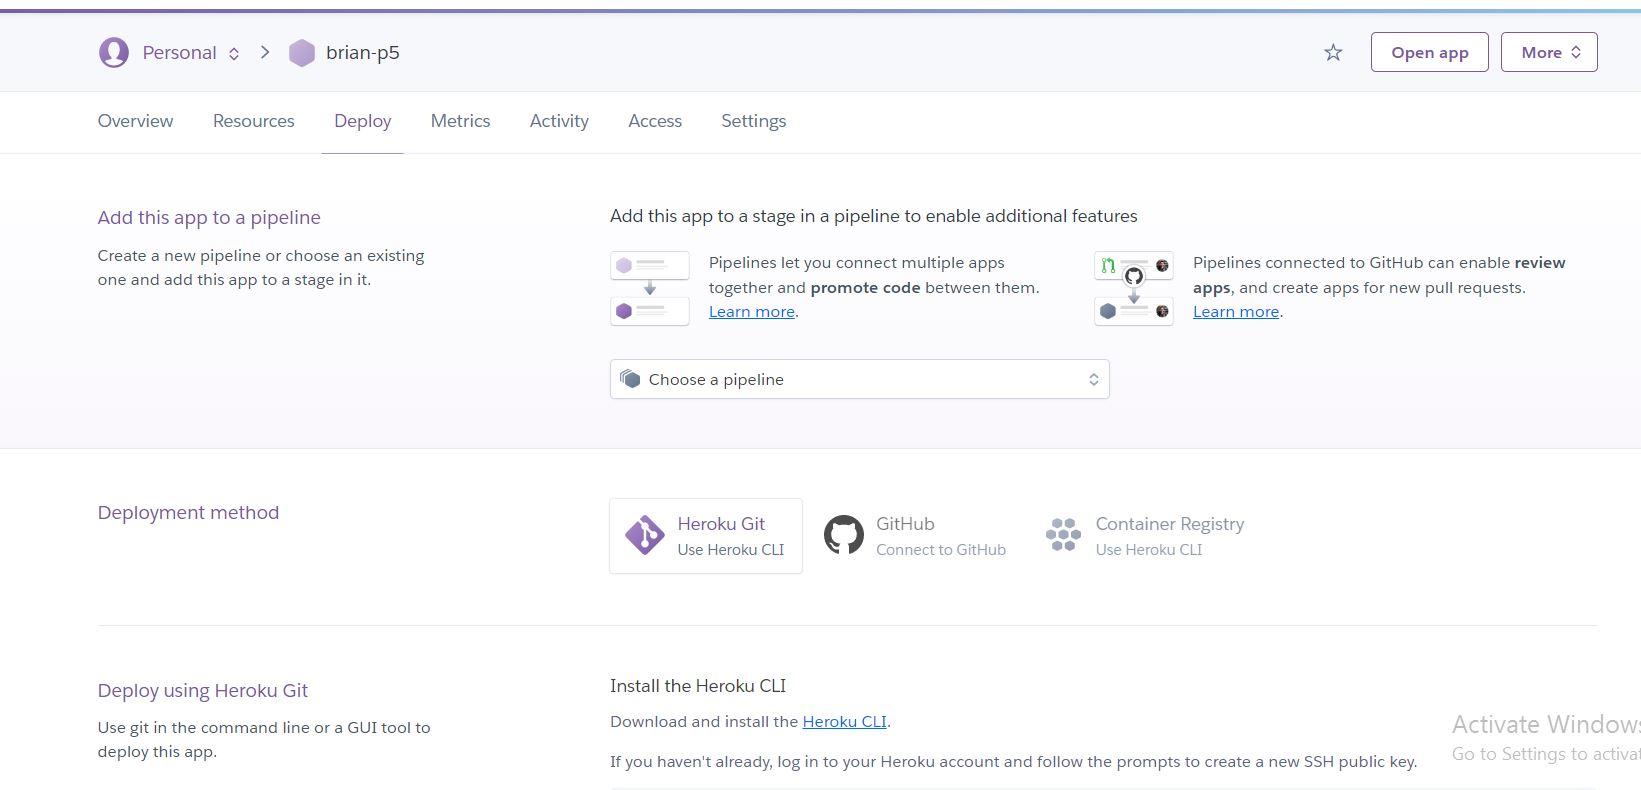 Personal
brian-p5
Open app
More
Overview
Resources
Deploy
Metrics
Activity
Access
Settings
Add this app to a pipeline
Create a new pipeline or choose an existing
one and add this app to a stage in it.
Add this app to a stage in a pipeline to enable additional features
Pipelines let you connect multiple apps
together and promote code between them.
Learn more.
Pipelines connected to GitHub can enable review
apps, and create apps for new pull requests.
Learn more.
Choose a pipeline
Deployment method
Heroku Git
Use Heroku CLI
GitHub
Connect to GitHub
Container Registry
Use Heroku CLI
Deploy using Heroku Git
Use git in the command line or a GUI tool to
deploy this app.
Install the Heroku CLI
Download and install the Heroku CLI.
If you haven't already, log in to your Heroku account and follow the prompts to create a new SSH public key.
Activate Windows
Go to Settings to activat